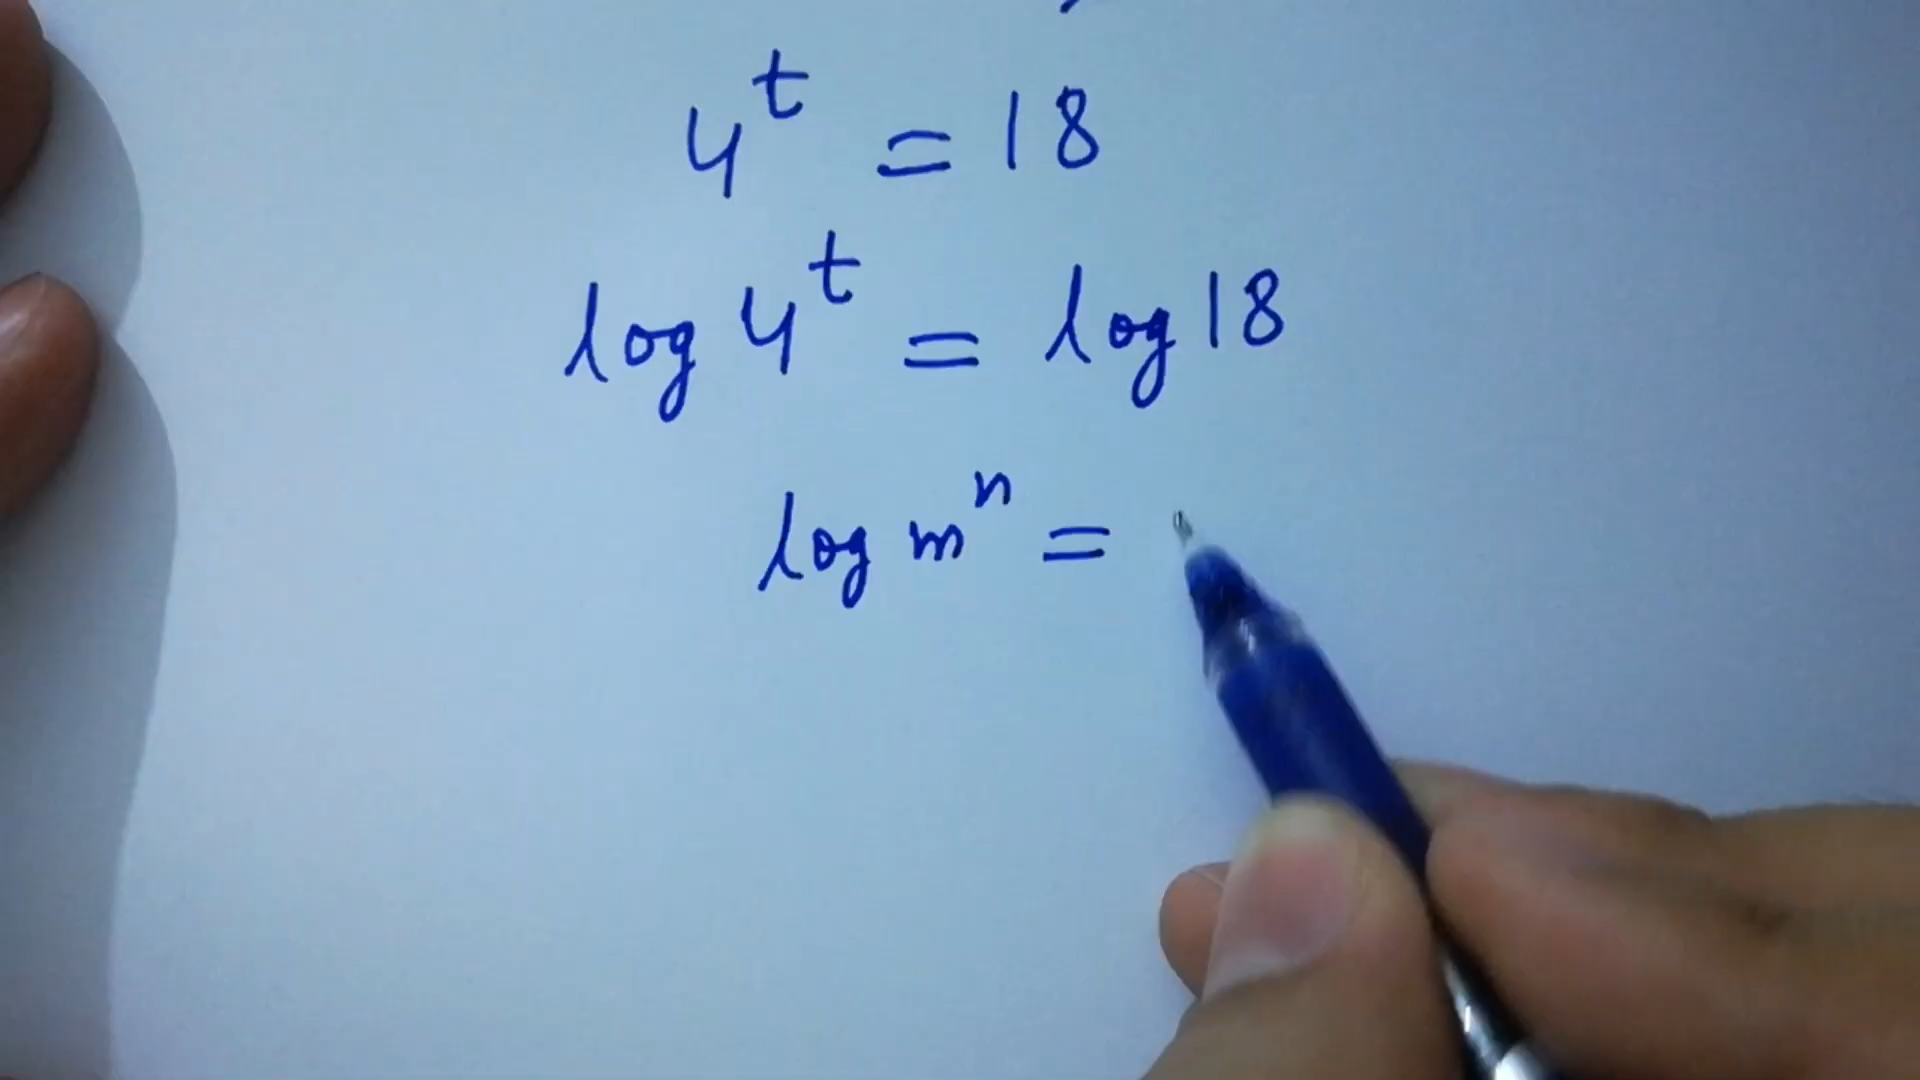 4^t = 18
log 4^t = log 18
log m^n =